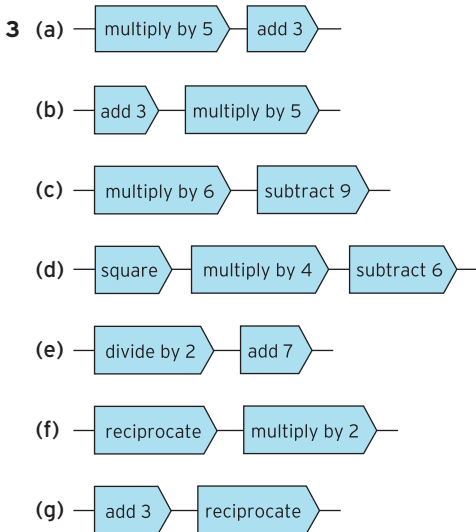 3 (a) multiply by 5 add 3
(b) add 3 multiply by 5
(c) multiply by 6 subtract 9
(d) square multiply by 4 subtract 6
(e) divide by 2 add 7
(f) reciprocate multiply by 2
(g) add 3 reciprocate